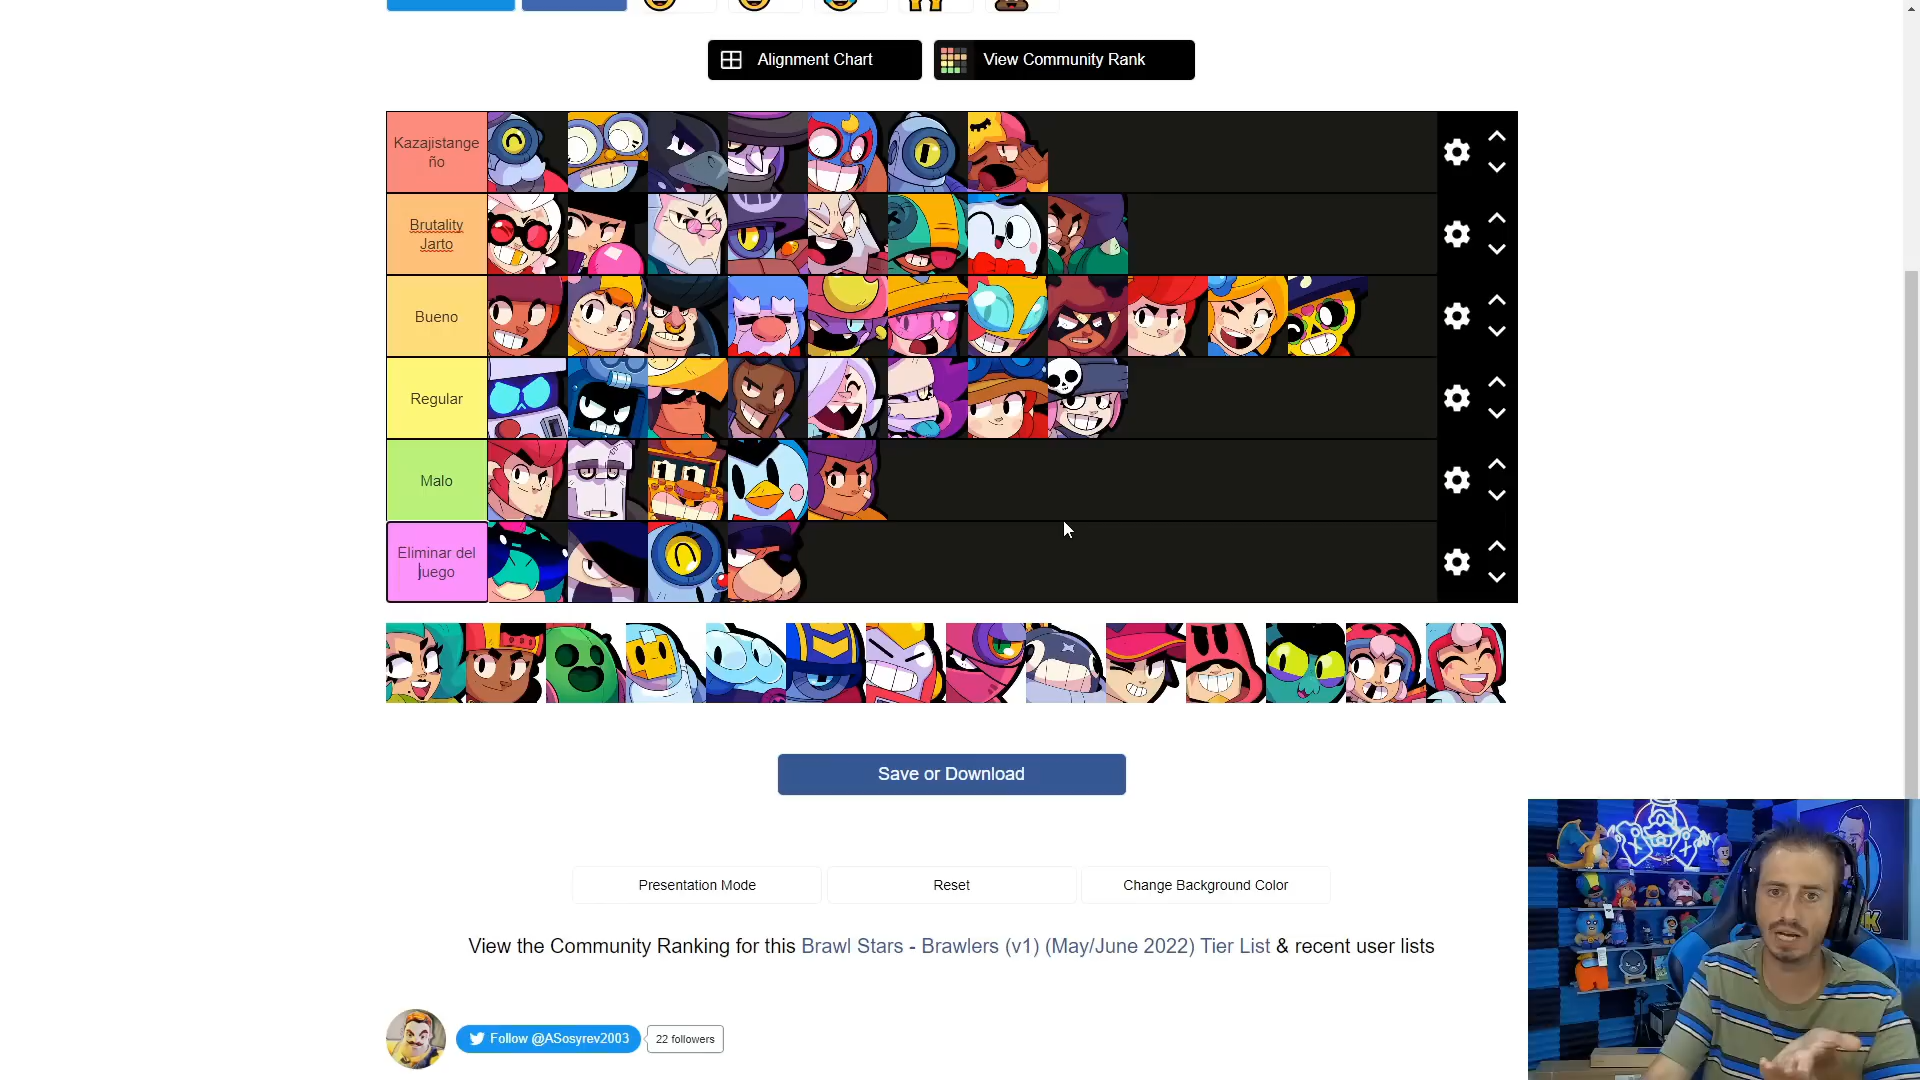 Alignment Chart
View Community Rank
Kazajistange
ño
Brutality
Jarto
Bueno
Regular
Malo
Eliminar del
juego
Save or Download
Presentation Mode
Reset
Change Background Color
View the Community Ranking for this Brawl Stars - Brawlers (v1) (May/June 2022) Tier List & recent user lists
Follow @ASosyrev2003
22 followers